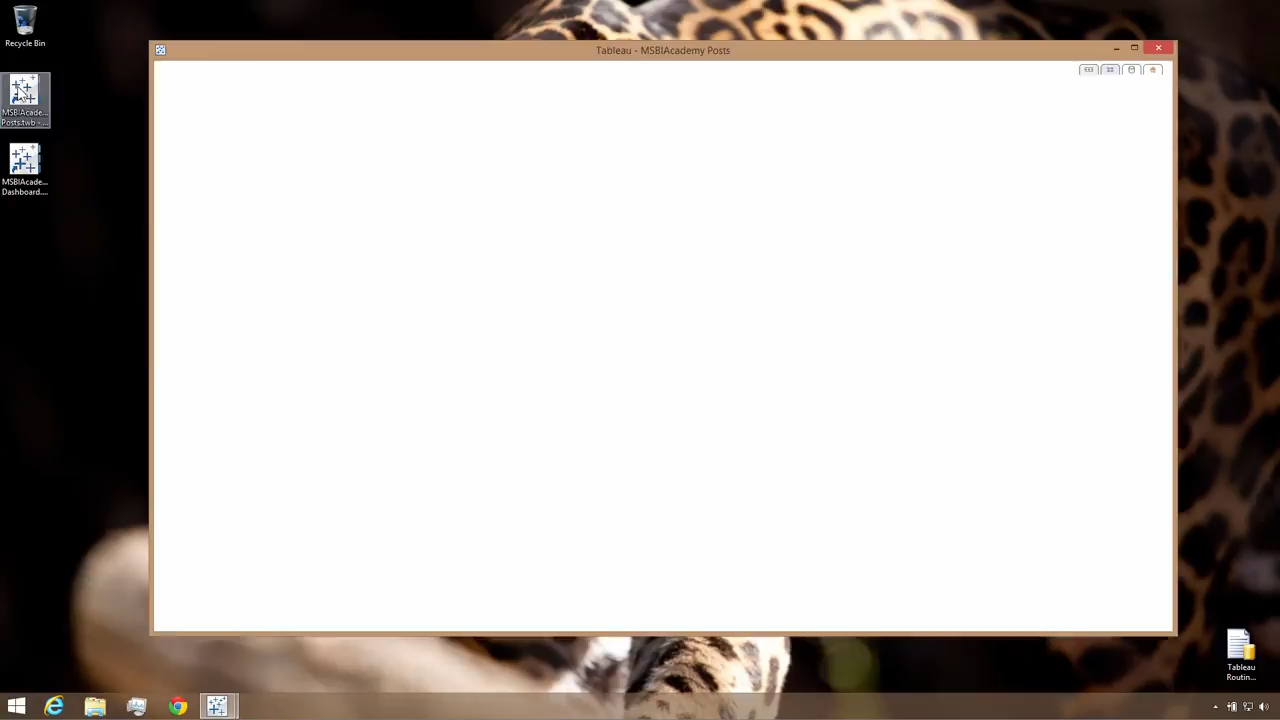 Recycle Bin
Tableau - MSBIAcademy Posts
MSBIAcade...
Posts.twb - ...
MSBIAcade...
Dashboard....
Tableau
Routin...